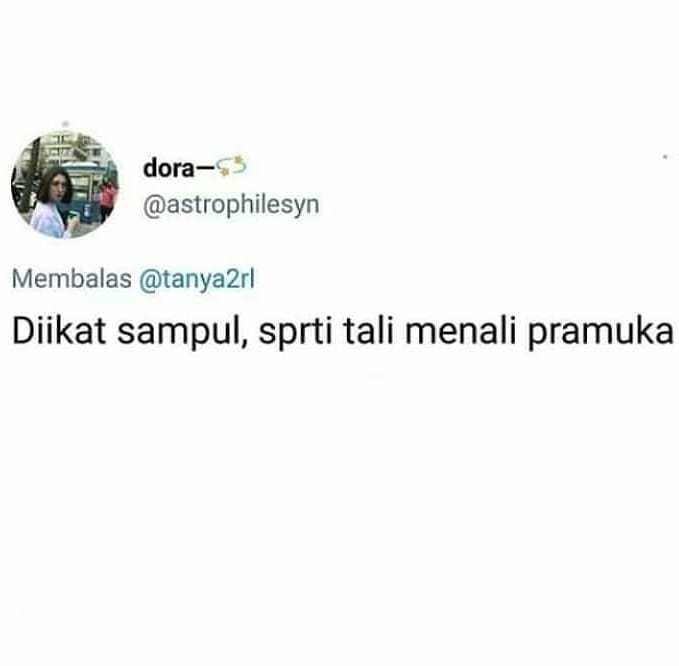 dora—💫
@astrophilesyn
Membalas @tanya2rl
Diikat sampul, sprti tali menali pramuka